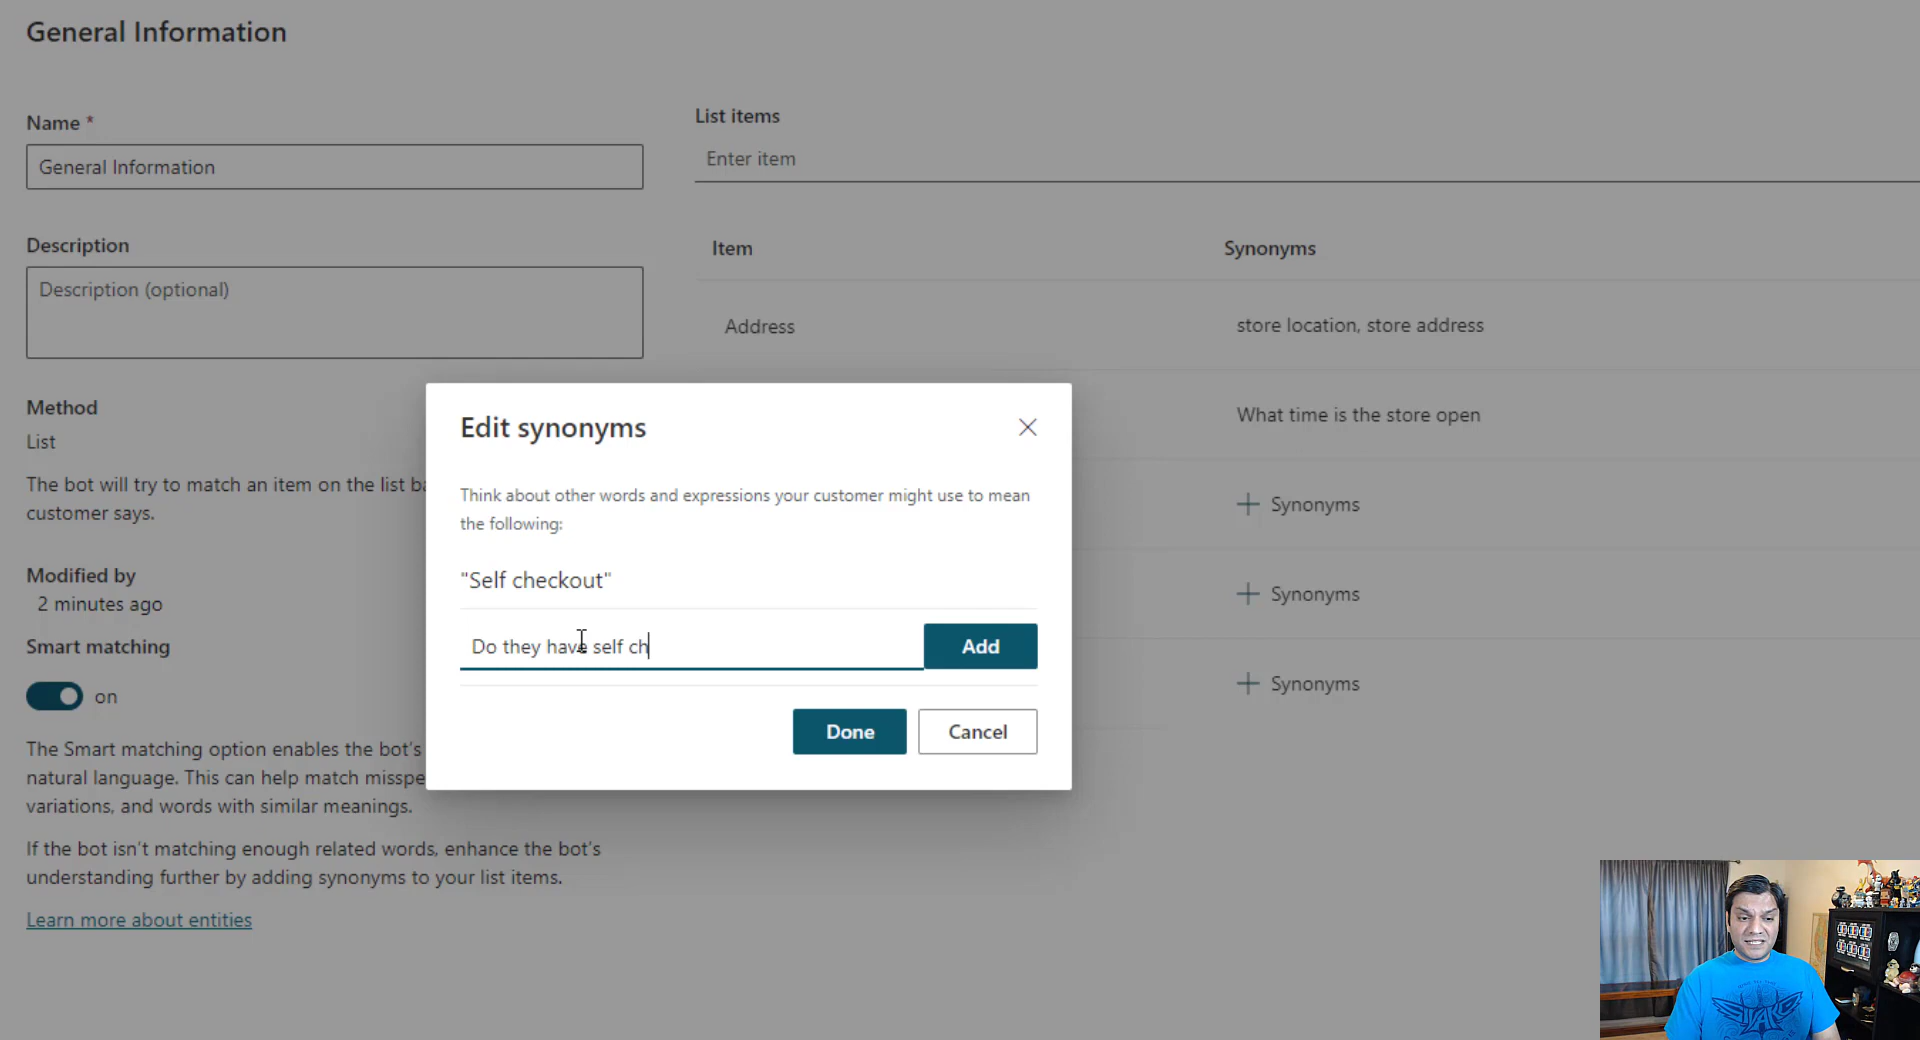 General Information
Name *
General Information
Description
Description (optional)
Method
List
The bot will try to match an item on the list ba
customer says.
Modified by
2 minutes ago
Smart matching
on
The Smart matching option enables the bot's
natural language. This can help match misspe
variations, and words with similar meanings.
If the bot isn't matching enough related words, enhance the bot's
understanding further by adding synonyms to your list items.
Learn more about entities
List items
Enter item
Item Synonyms
Address store location, store address
What time is the store open
Synonyms
Synonyms
Synonyms
Edit synonyms
Think about other words and expressions your customer might use to mean
the following:
"Self checkout"
Do they have self ch
Add
Done Cancel